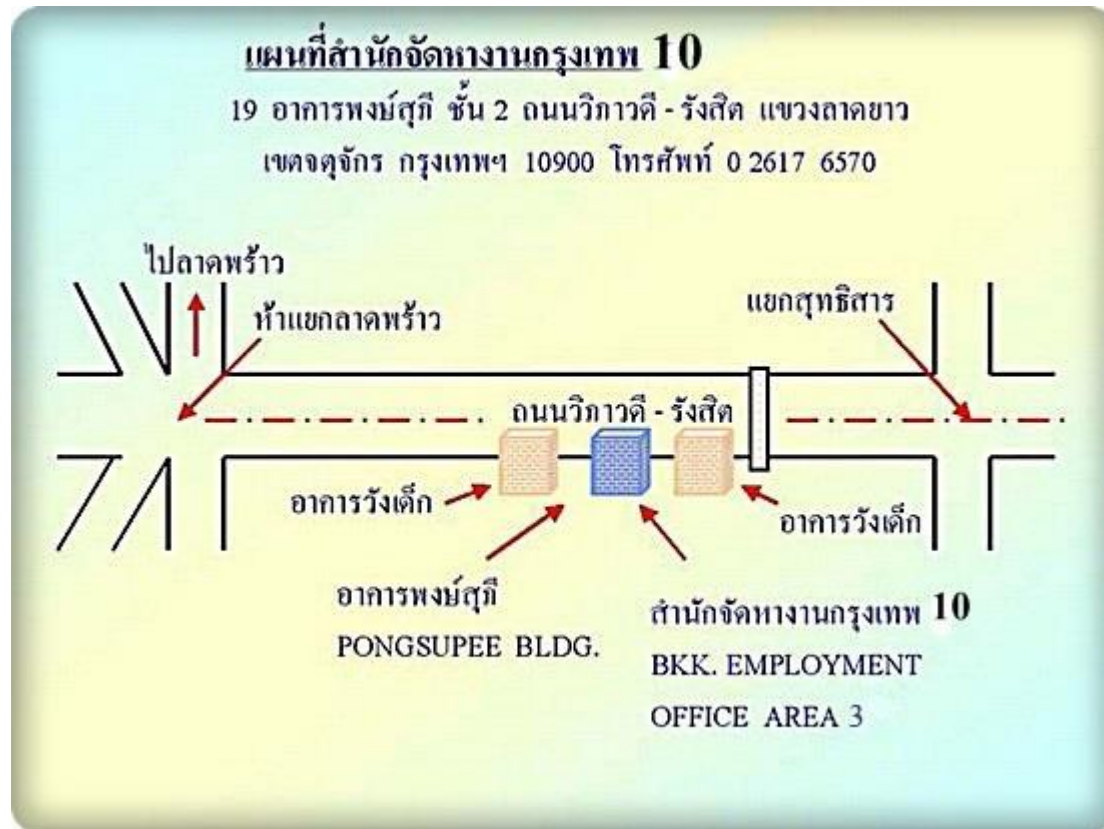 แผนที่สำนักจัดหางานกรุงเทพ 10
19 อาคารพงษ์สุภี ชั้น 2 ถนนวิภาวดี - รังสิต แขวงลาดยาว
เขตจตุจักร กรุงเทพฯ 10900 โทรศัพท์ 0 2617 6570
ไปลาดพร้าว
ห้าแยกลาดพร้าว
แยกสุทธิสาร
ถนนวิภาวดี - รังสิต
อาคารวังเด็ก
อาคารวังเด็ก
อาคารพงษ์สุภี
PONGSUPEE BLDG.
สำนักจัดหางานกรุงเทพ 10
BKK. EMPLOYMENT
OFFICE AREA 3